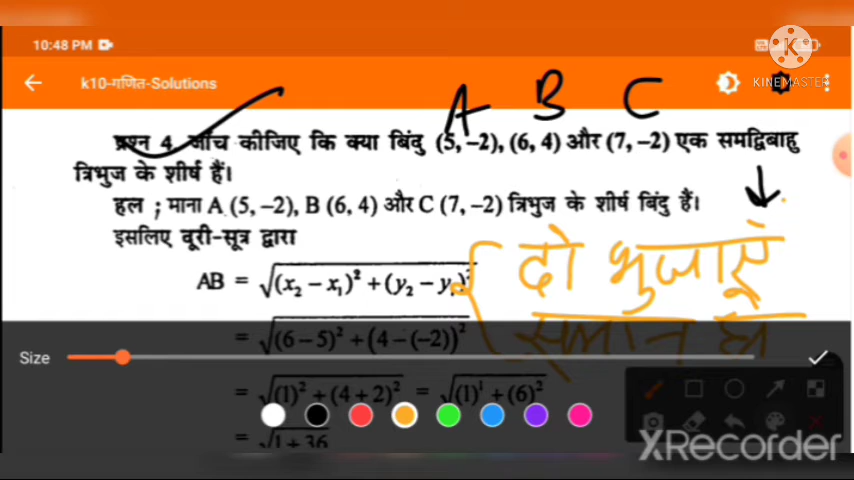 10:48 PM
KINEMASTER
k10-गणित-Solutions
A B C
प्रश्न 4 जाँच कीजिए कि क्या बिंदु (5, –2), (6, 4) और (7, –2) एक समद्विबाहु
त्रिभुज के शीर्ष हैं।
हल ; माना A (5, –2), B (6, 4) और C (7, –2) त्रिभुज के शीर्ष बिंदु हैं।
इसलिए दूरी-सूत्र द्वारा
दो भुजाएं
समान हो
AB = √(x₂ – x₁)² + (y₂ – y₁)²
= √(6 – 5)² + (4 – (–2))²
Size
= √(1)² + (4 + 2)² = √(1)¹ + (6)²
= √1 + 36
XRecorder